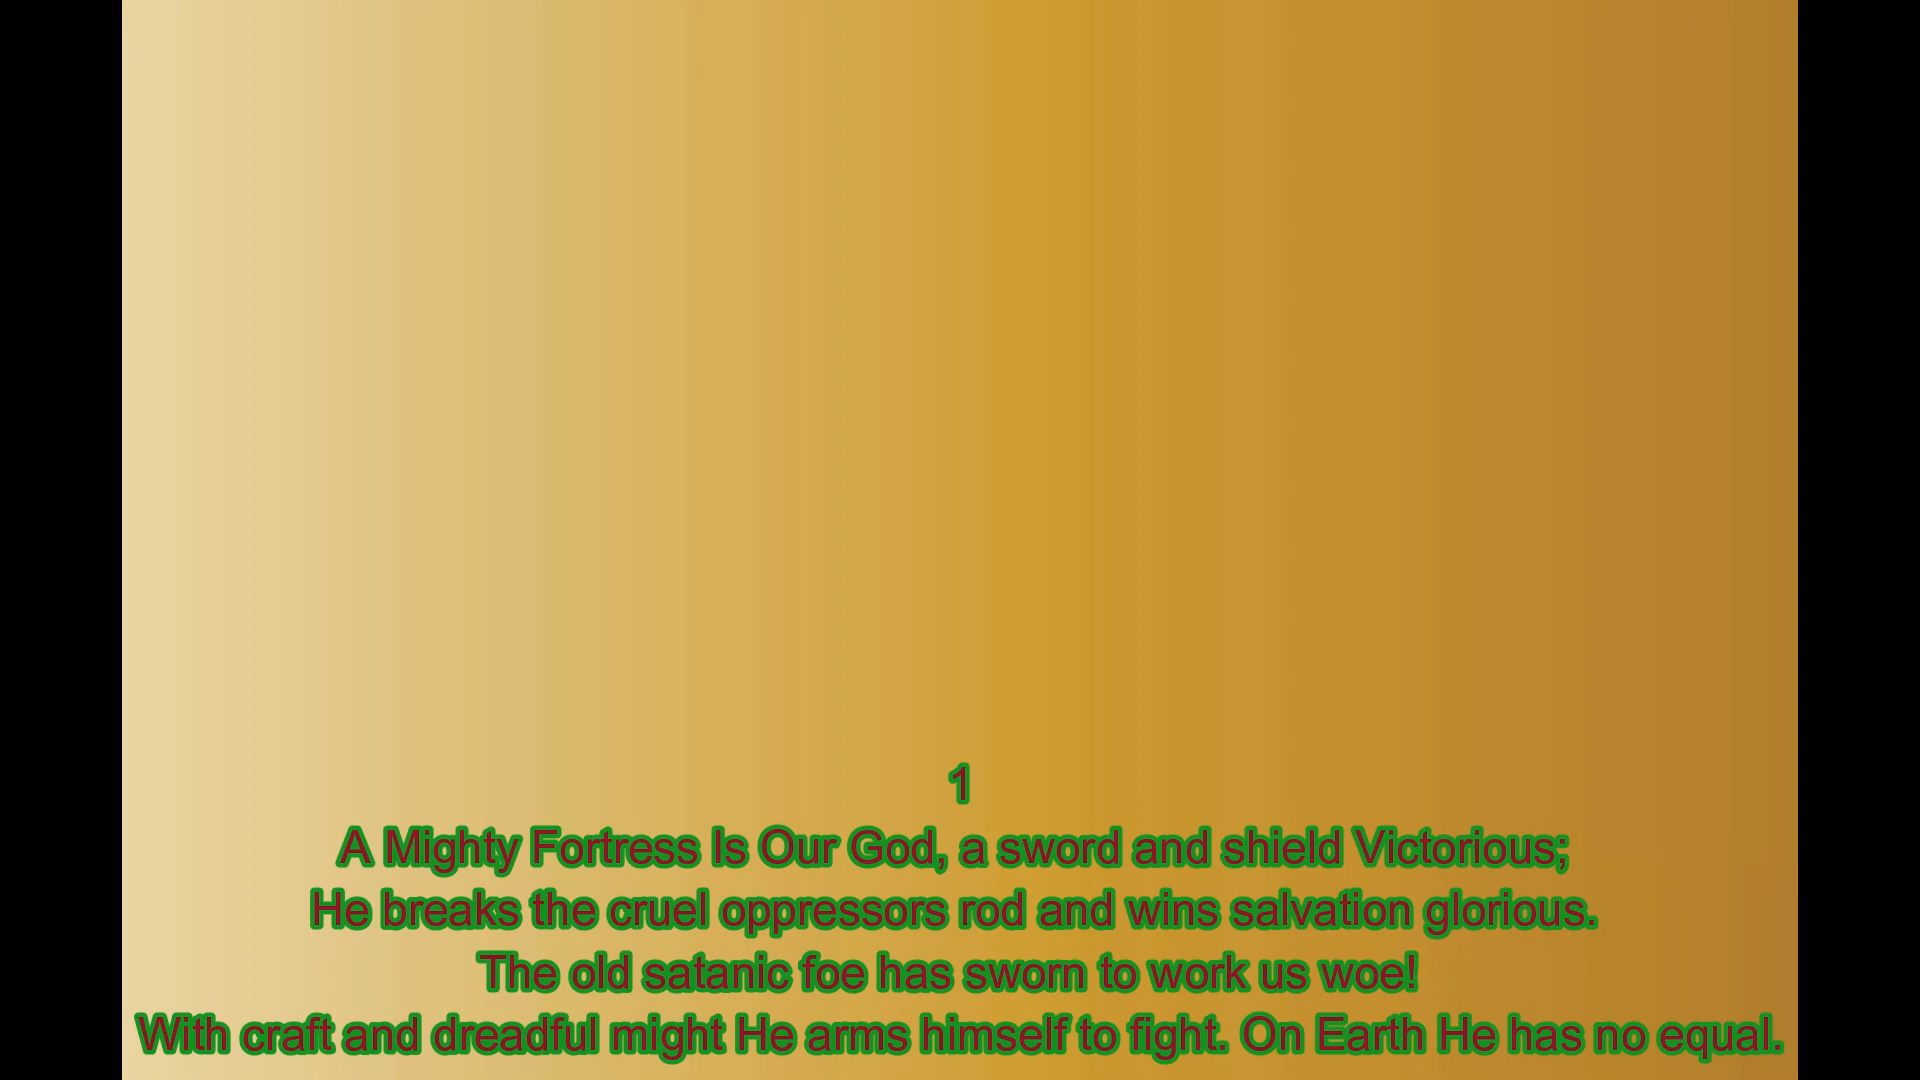 1
A Mighty Fortress Is Our God, a sword and shield Victorious;
He breaks the cruel oppressors rod and wins salvation glorious.
The old satanic foe has sworn to work us woe!
With craft and dreadful might He arms himself to fight. On Earth He has no equal.